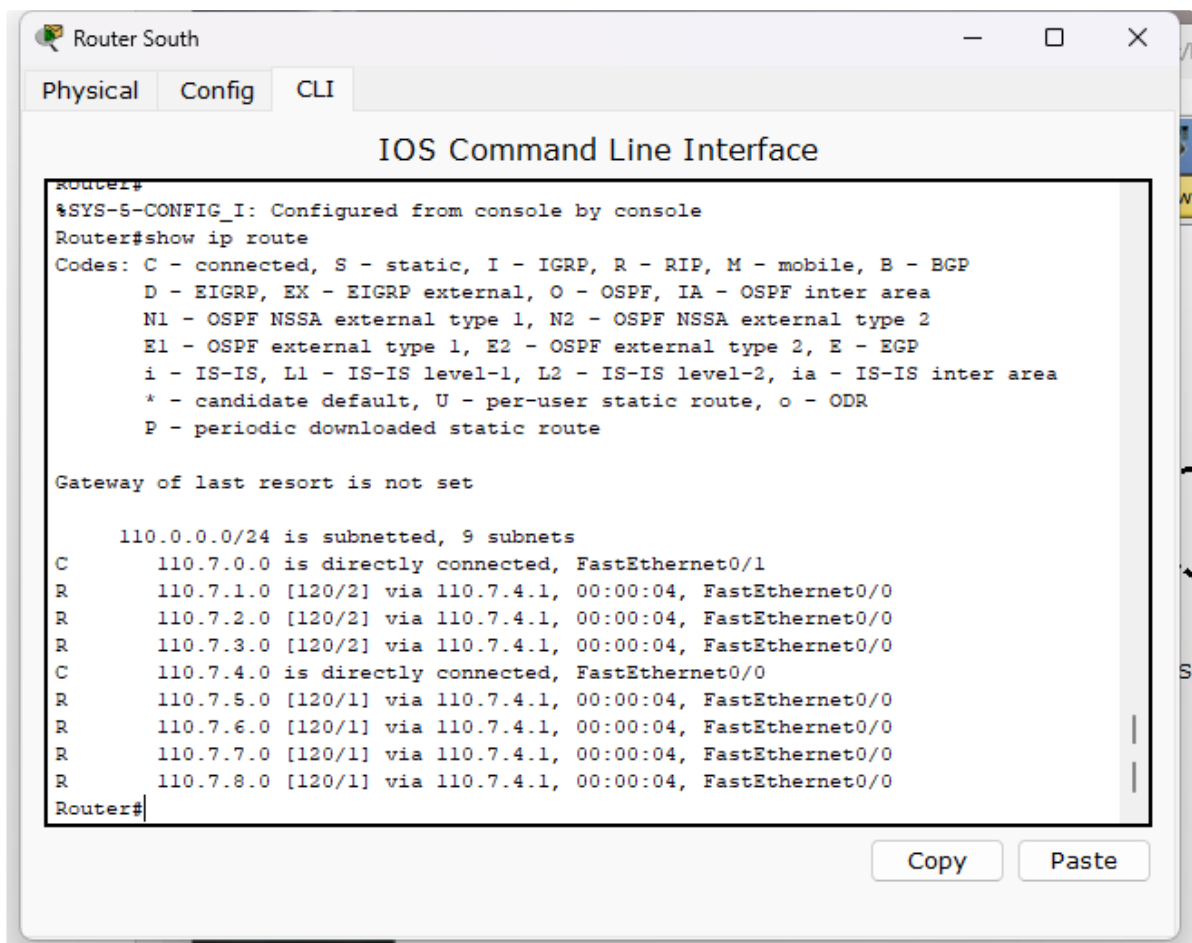 Router South
Physical Config CLI
IOS Command Line Interface
Router#
%SYS-5-CONFIG_I: Configured from console by console
Router#show ip route
Codes: C - connected, S - static, I - IGRP, R - RIP, M - mobile, B - BGP
       D - EIGRP, EX - EIGRP external, O - OSPF, IA - OSPF inter area
       N1 - OSPF NSSA external type 1, N2 - OSPF NSSA external type 2
       E1 - OSPF external type 1, E2 - OSPF external type 2, E - EGP
       i - IS-IS, L1 - IS-IS level-1, L2 - IS-IS level-2, ia - IS-IS inter area
       * - candidate default, U - per-user static route, o - ODR
       P - periodic downloaded static route
Gateway of last resort is not set
     110.0.0.0/24 is subnetted, 9 subnets
C       110.7.0.0 is directly connected, FastEthernet0/1
R       110.7.1.0 [120/2] via 110.7.4.1, 00:00:04, FastEthernet0/0
R       110.7.2.0 [120/2] via 110.7.4.1, 00:00:04, FastEthernet0/0
R       110.7.3.0 [120/2] via 110.7.4.1, 00:00:04, FastEthernet0/0
C       110.7.4.0 is directly connected, FastEthernet0/0
R       110.7.5.0 [120/1] via 110.7.4.1, 00:00:04, FastEthernet0/0
R       110.7.6.0 [120/1] via 110.7.4.1, 00:00:04, FastEthernet0/0
R       110.7.7.0 [120/1] via 110.7.4.1, 00:00:04, FastEthernet0/0
R       110.7.8.0 [120/1] via 110.7.4.1, 00:00:04, FastEthernet0/0
Router#
Copy Paste